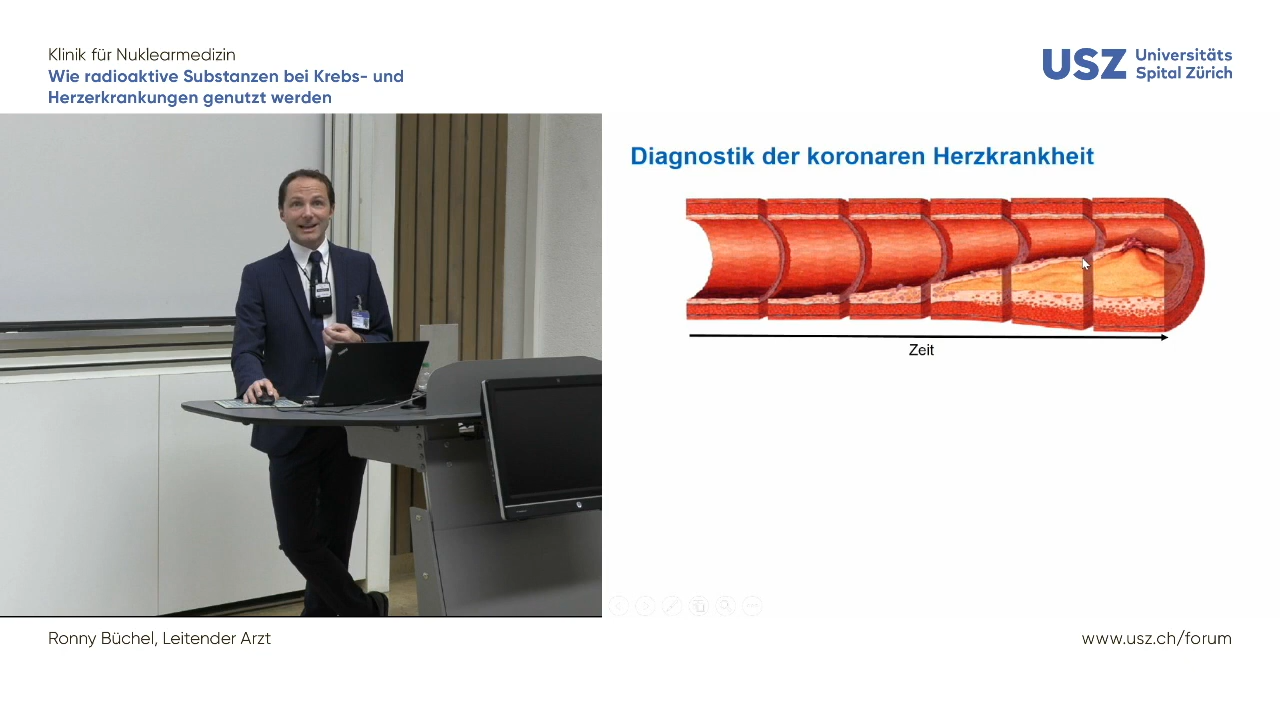 Klinik für Nuklearmedizin
Wie radioaktive Substanzen bei Krebs- und
Herzerkrankungen genutzt werden
USZ Universitäts
Spital Zürich
Diagnostik der koronaren Herzkrankheit
Zeit
Ronny Büchel, Leitender Arzt
www.usz.ch/forum